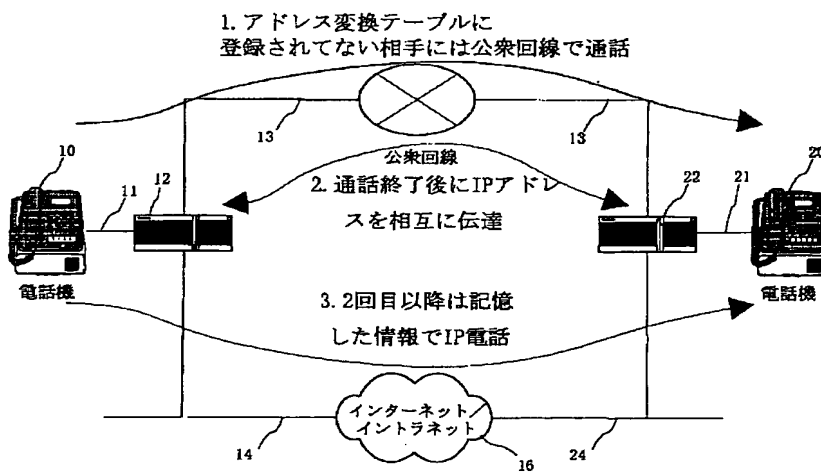 1. アドレス変換テーブルに
登録されてない相手には公衆回線で通話
13
13
公衆回線
10
11
12
2. 通話終了後にIPアドレ
スを相互に伝達
22
21
20
電話機
電話機
3. 2回目以降は記憶
した情報でIP電話
インターネット／
イントラネット
14
16
24